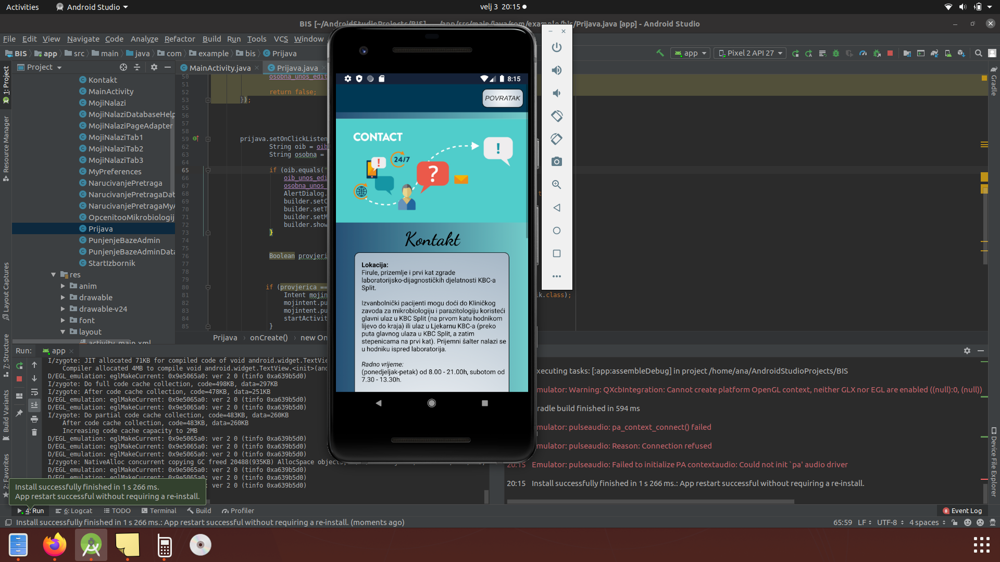 Activities
Android Studio
velj 3 20:15
BIS [~/AndroidStudioProjects/BIS] - .../app/src/main/java/com/example/bis/Prijava.java [app] - Android Studio
File Edit View Navigate Code Analyze Refactor Build Run Tools VCS Window
BIS app src main java com example bis Prijava
app
Pixel 2 API 27
1: Project
Resource Manager
Layout Captures
7: Structure
Build Variants
2: Favorites
Project
Kontakt
MainActivity
MojiNalazi
MojiNalaziDatabaseHelp
MojiNalaziPageAdapter
MojiNalaziTab1
MojiNalaziTab2
MojiNalaziTab3
MyPreferences
NarucivanjePretraga
NarucivanjePretragaDat
NarucivanjePretragaMyA
OpcenitooMikrobiologij
Prijava
PunjenjeBazeAdmin
PunjenjeBazeAdminData
StartIzbornik
res
anim
drawable
drawable-v24
font
layout
activity_main.xml
MainActivity.java
Prijava.java
50 osobna_unos_edit
51
52 return false;
53 });
55
56
57
58
59 prijava.setOnClickListen
62 String oib = oib
63 String osobna =
64
65 if (oib.equals("
66 oib_unos_edi
67 osobna_unos_
68 AlertDialog.
69 builder.setC
70 builder.setT
71 builder.setM
72 builder.show
73 }
74
75
76 Boolean provjeri
77
78
79
80 if (provjerica ==
81 Intent mojin
82 mojintent.pu
83 mojintent.pu
84 startActivit
85 }
t
k.class);
Prijava onCreate() new On
8:15
POVRATAK
CONTACT
24/7
!
!
?
Kontakt
Lokacija:
Firule, prizemlje i prvi kat zgrade
laboratorijsko-dijagnostičkih djelatnosti KBC-a
Split.
Izvanbolnički pacijenti mogu doći do Kliničkog
zavoda za mikrobiologiju i parazitologiju koristeći
glavni ulaz u KBC Split (na prvom katu hodnikom
lijevo do kraja) ili ulaz u Ljekarnu KBC-a (preko
puta glavnog ulaza u KBC Split, a zatim
stepenicama na prvi kat). Prijemni šalter nalazi se
u hodniku ispred laboratorija.
Radno vrijeme:
(ponedjeljak-petak) od 8.00 - 21.00h, subotom od
7.30 - 13.30h.
Gradle
Device File Explorer
Run: app
I/zygote: JIT allocated 71KB for compiled code of void android.widget.TextVie
Compiler allocated 4MB to compile void android.widget.TextView.<init>(and
D/EGL_emulation: eglMakeCurrent: 0x9e5065a0: ver 2 0 (tinfo 0xa639b5d0)
I/zygote: Do full code cache collection, code=498KB, data=297KB
I/zygote: After code cache collection, code=478KB, data=251KB
D/EGL_emulation: eglMakeCurrent: 0x9e5065a0: ver 2 0 (tinfo 0xa639b5d0)
D/EGL_emulation: eglMakeCurrent: 0x9e5065a0: ver 2 0 (tinfo 0xa639b5d0)
I/zygote: Do partial code cache collection, code=483KB, data=260KB
After code cache collection, code=483KB, data=260KB
Increasing code cache capacity to 2MB
D/EGL_emulation: eglMakeCurrent: 0x9e5065a0: ver 2 0 (tinfo 0xa639b5d0)
D/EGL_emulation: eglMakeCurrent: 0x9e5065a0: ver 2 0 (tinfo 0xa639b5d0)
D/EGL_emulation: eglMakeCurrent: 0x9e5065a0: ver 2 0 (tinfo 0xa639b5d0)
I/zygote: NativeAlloc concurrent copying GC freed 20488(935KB) AllocSpace objects,
D/EGL_emulation: eglMakeCurrent: 0x9e5065a0: ver 2 0 (tinfo 0xa639b5d0)
D/EGL_emulation: eglMakeCurrent: 0x9e5065a0: ver 2 0 (tinfo 0xa639b5d0)
ver 2 0 (tinfo 0xa639b5d0)
Install successfully finished in 1 s 266 ms.
App restart successful without requiring a re-install.
xecuting tasks: [:app:assembleDebug] in project /home/ana/AndroidStudioProjects/BIS
mulator: Warning: QXcbIntegration: Cannot create platform OpenGL context, neither GLX nor EGL are enabled ((null):0, (null))
radle build finished in 594 ms
mulator: pulseaudio: pa_context_connect() failed
mulator: pulseaudio: Reason: Connection refused
20:15 Emulator: pulseaudio: Failed to initialize PA contextaudio: Could not init `pa' audio driver
20:15 Install successfully finished in 1 s 266 ms.: App restart successful without requiring a re-install.
4: Run 6: Logcat TODO Terminal Build Profiler
8 Event Log
Install successfully finished in 1 s 266 ms.: App restart successful without requiring a re-install. (moments ago)
65:59 LF UTF-8 4 spaces